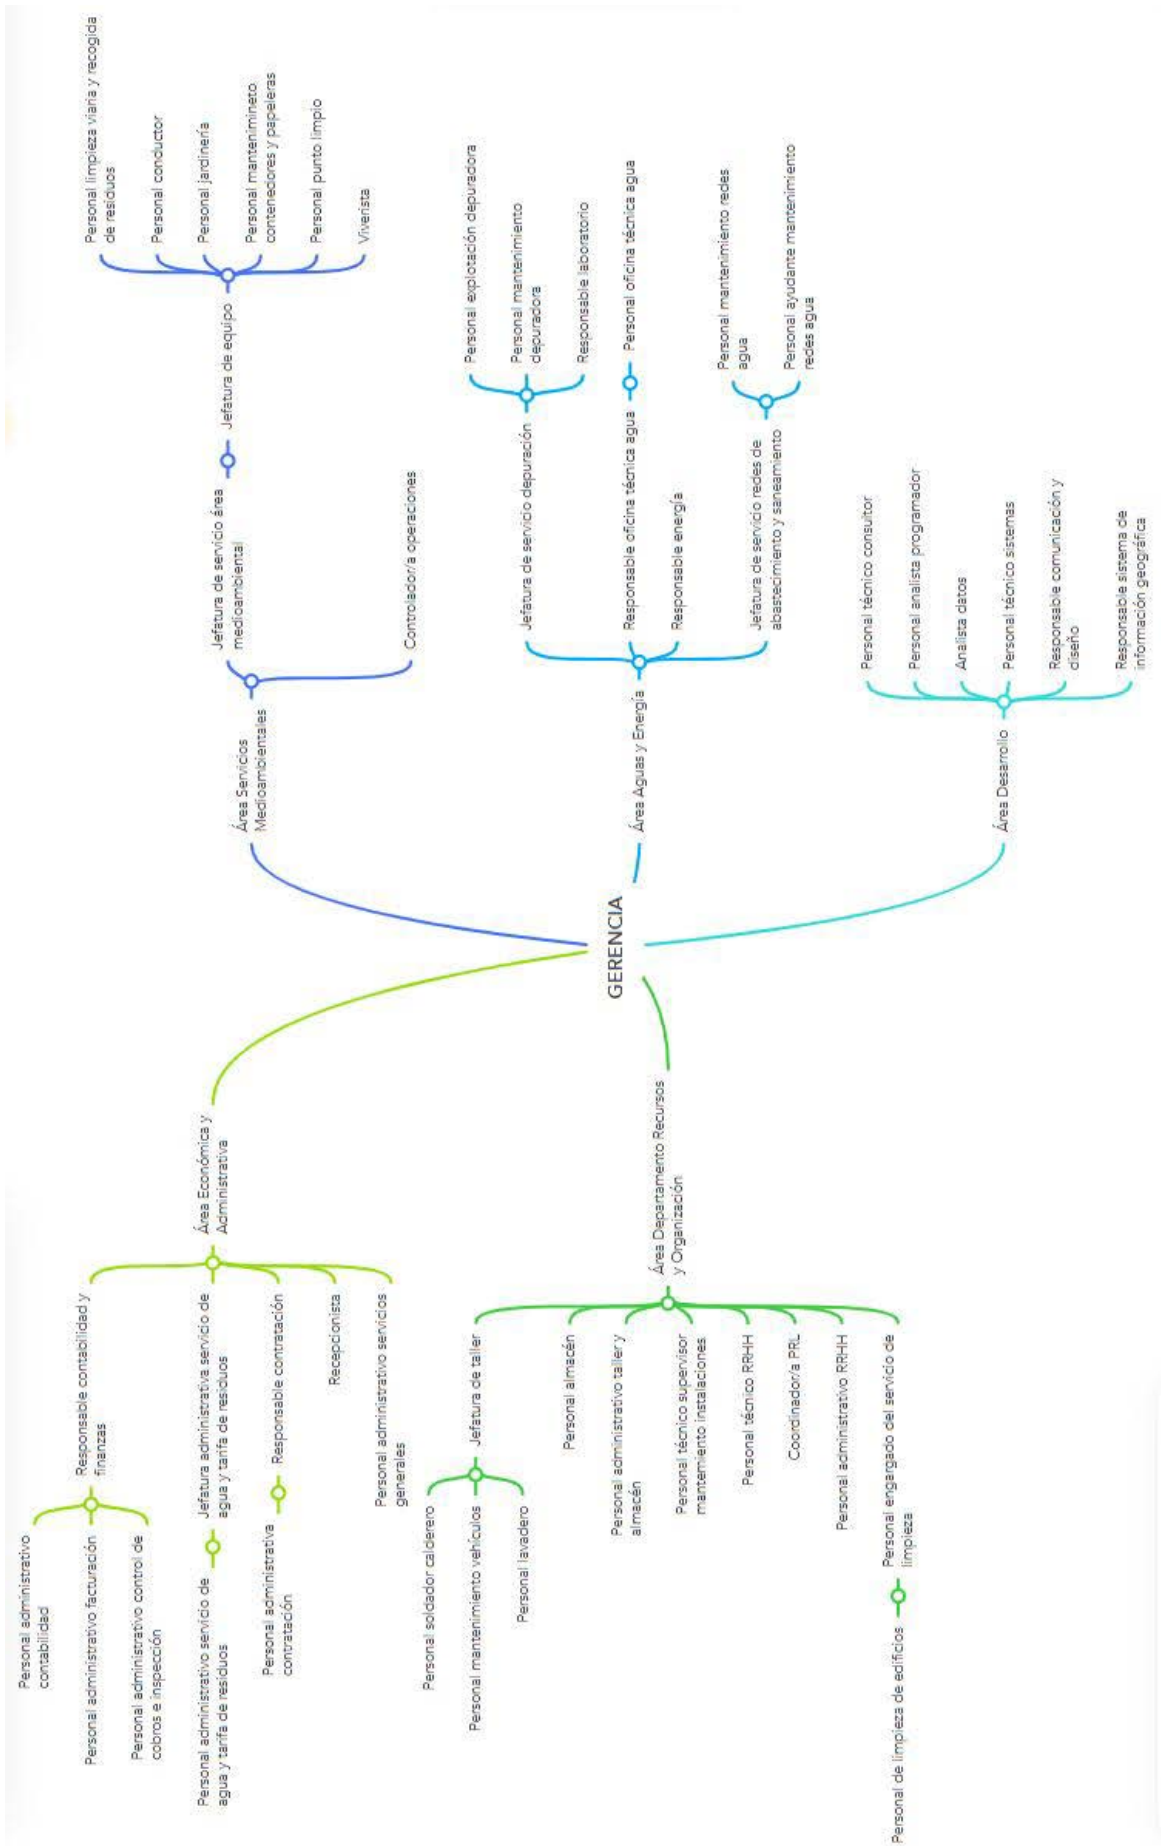 Personal administrativo
contabilidad
Personal administrativo facturación
Personal administrativo control de
cobros e inspección
Responsable contabilidad y
finanzas
Personal administrativo servicio de
agua y tarifa de residuos
Jefatura administrativa servicio de
agua y tarifa de residuos
Personal administrativa
contratación
Responsable contratación
Recepcionista
Personal administrativo servicios
generales
Área Económica y
Administrativa
Personal soldador calderero
Personal mantenimiento vehículos
Personal lavadero
Jefatura de taller
Personal almacén
Personal administrativo taller y
almacén
Personal técnico supervisor
mantemiento instalaciones
Personal técnico RRHH
Coordinador/a PRL
Personal administrativo RRHH
Personal de limpieza de edificios
Personal engargado del servicio de
limpieza
Área Departamento Recursos
y Organización
GERENCIA
Área Servicios
Medioambientales
Jefatura de servicio área
medioambiental
Jefatura de equipo
Personal limpieza viaria y recogida
de residuos
Personal conductor
Personal jardinería
Personal mantenimineto
contenedores y papeleras
Personal punto limpio
Viverista
Controlador/a operaciones
Área Aguas y Energía
Jefatura de servicio depuración
Personal explotación depuradora
Personal mantenimiento
depuradora
Responsable laboratorio
Responsable oficina técnica agua
Personal oficina técnica agua
Responsable energía
Jefatura de servicio redes de
abastecimiento y saneamiento
Personal mantenimiento redes
agua
Personal ayudante mantenimiento
redes agua
Área Desarrollo
Personal técnico consultor
Personal analista programador
Analista datos
Personal técnico sistemas
Responsable comunicación y
diseño
Responsable sistema de
información geográfica